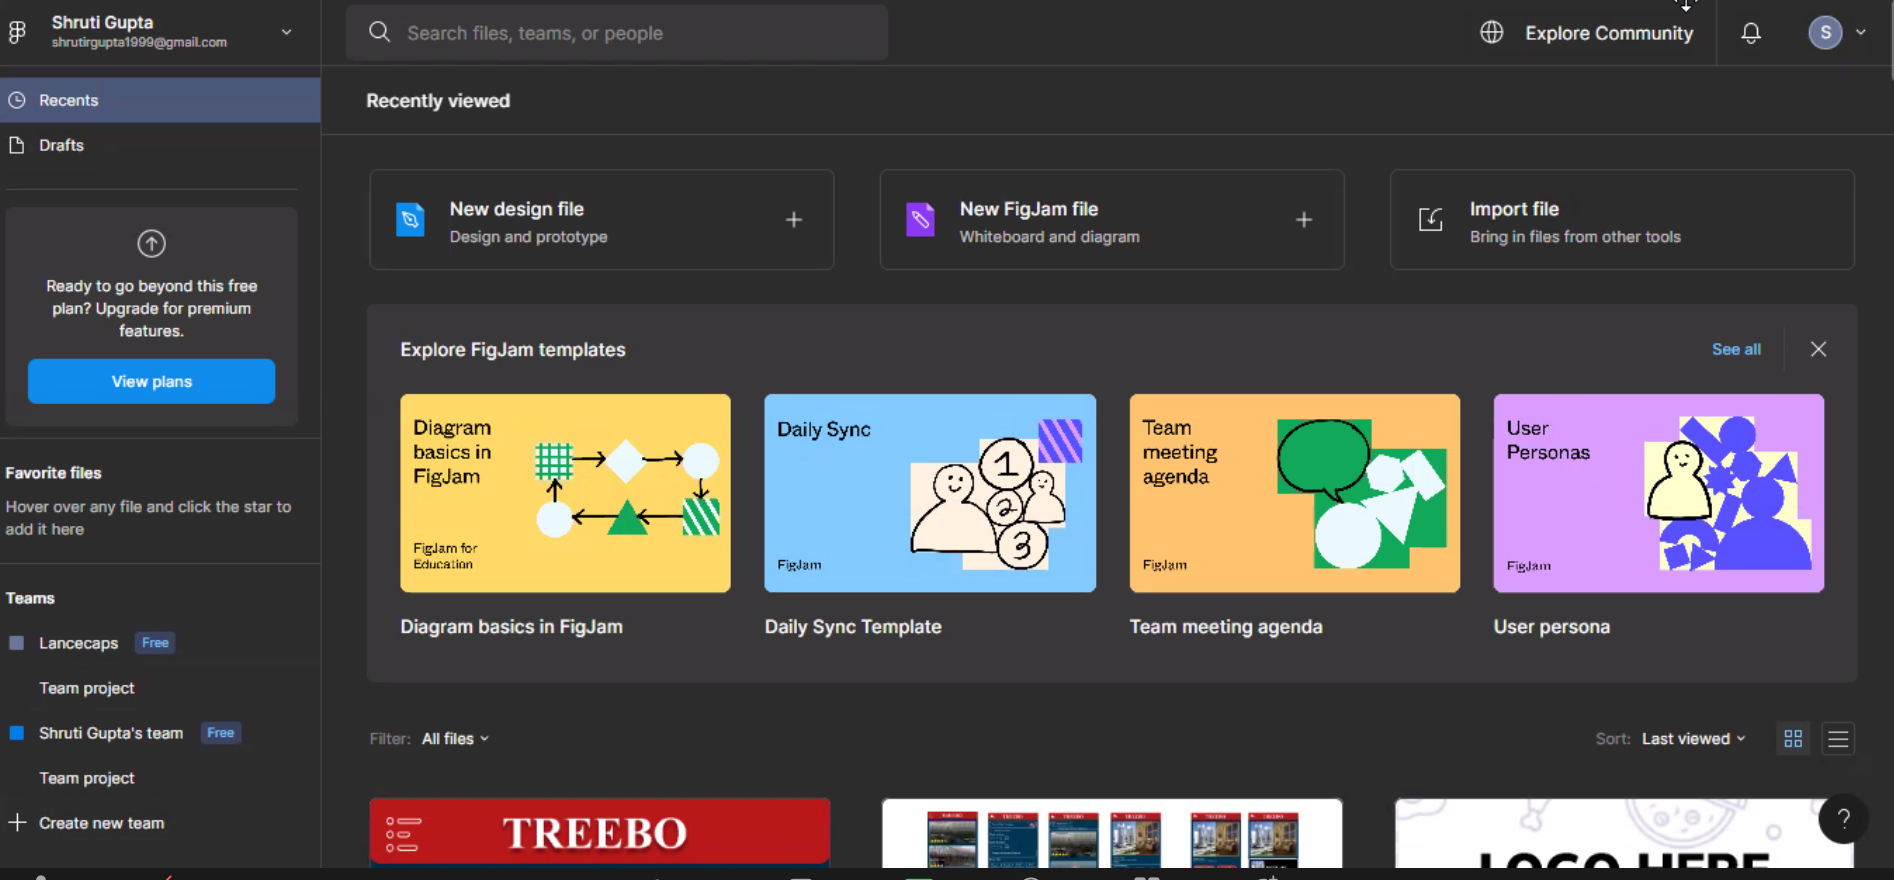 Shruti Gupta
shrutirgupta1999@gmail.com
Search files, teams, or people
Explore Community
S
Recents
Drafts
Recently viewed
New design file
Design and prototype
New FigJam file
Whiteboard and diagram
Import file
Bring in files from other tools
Ready to go beyond this free
plan? Upgrade for premium
features.
View plans
Explore FigJam templates
See all
Diagram
basics in
FigJam
FigJam for
Education
Diagram basics in FigJam
Daily Sync
1
2
3
FigJam
Daily Sync Template
Team
meeting
agenda
FigJam
Team meeting agenda
User
Personas
FigJam
User persona
Favorite files
Hover over any file and click the star to
add it here
Teams
Lancecaps Free
Team project
Shruti Gupta's team Free
Team project
Create new team
Filter: All files
Sort: Last viewed
TREEBO
LOGO HERE
?